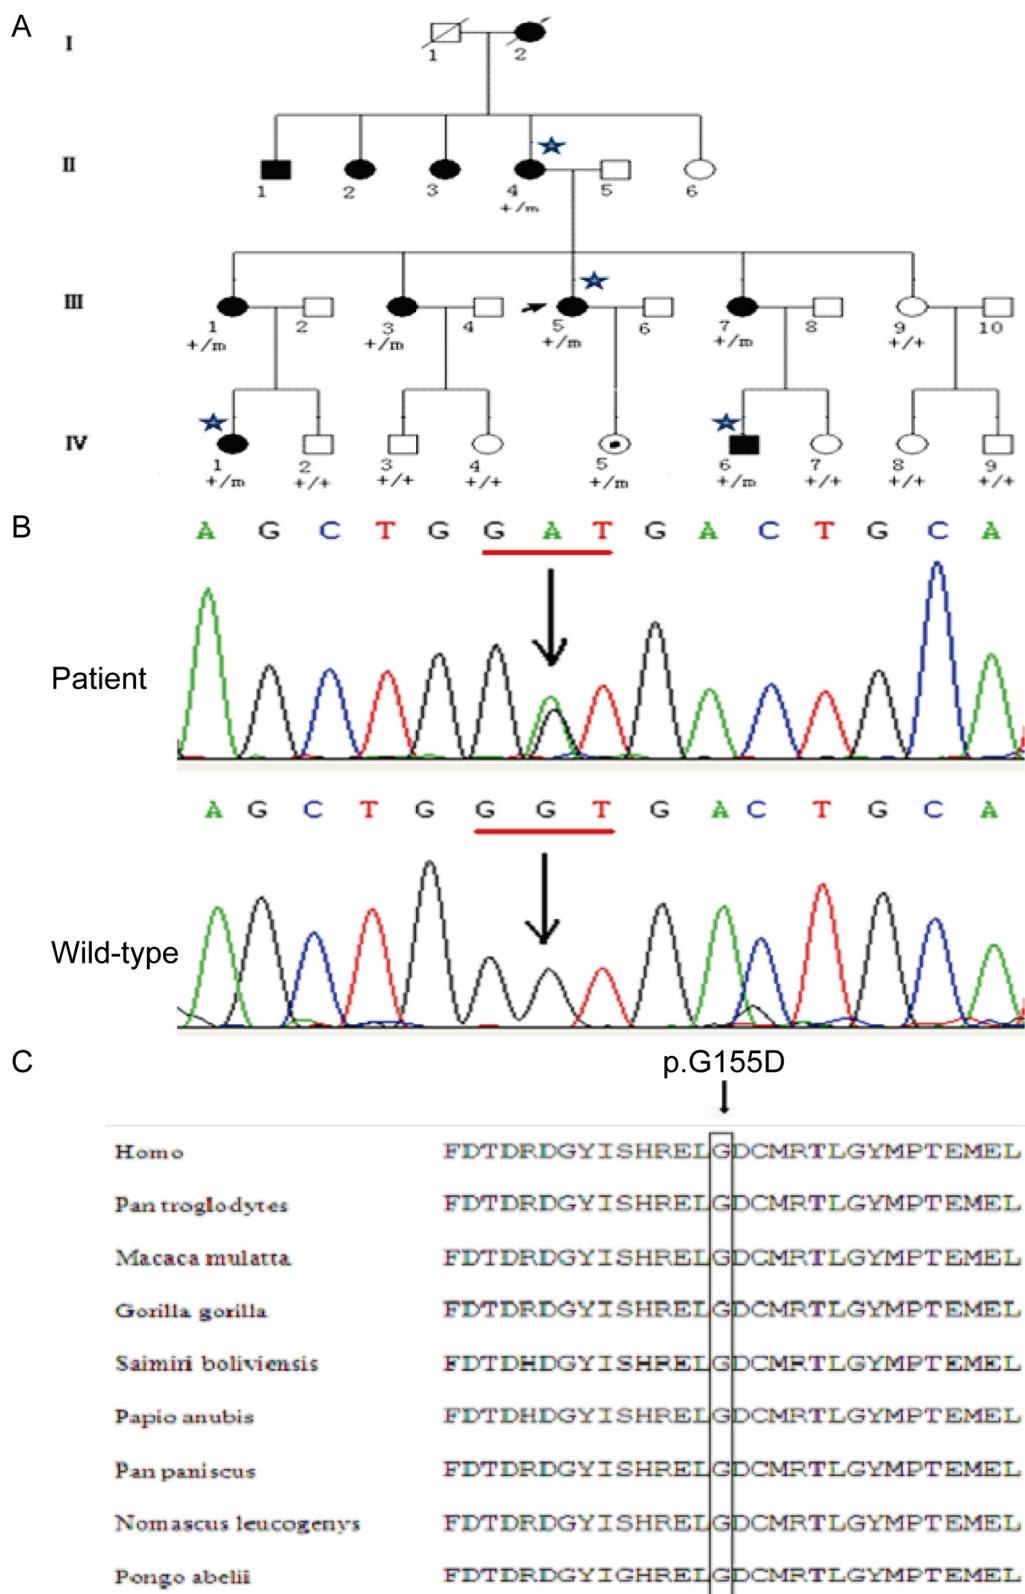 A
I
1 2
II
1 2 3 4 5 6
+/m
III
1 2 3 4 5 6 7 8 9 10
+/m +/m +/m +/m +/+
IV
1 2 3 4 5 6 7 8 9
+/m +/+ +/+ +/+ +/m +/m +/+ +/+ +/+
B
A G C T G G A T G A C T G C A
Patient
A G C T G G G T G A C T G C A
Wild-type
C
p.G155D
Homo FDTDRDGYISHRELGDCMRTLGYMPTEMEL
Pan troglodytes FDTDRDGYISHRELGDCMRTLGYMPTEMEL
Macaca mulatta FDTDRDGYISHRELGDCMRTLGYMPTEMEL
Gorilla gorilla FDTDRDGYISHRELGDCMRTLGYMPTEMEL
Saimiri boliviensis FDTDHDGYISHRELGDCMRTLGYMPTEMEL
Papio anubis FDTDHDGYISHRELGDCMRTLGYMPTEMEL
Pan paniscus FDTDRDGYISHRELGDCMRTLGYMPTEMEL
Nomascus leucogenys FDTDRDGYISHRELGDCMRTLGYMPTEMEL
Pongo abelii FDTDRDGYIGHRELGDCMRTLGYMPTEMEL